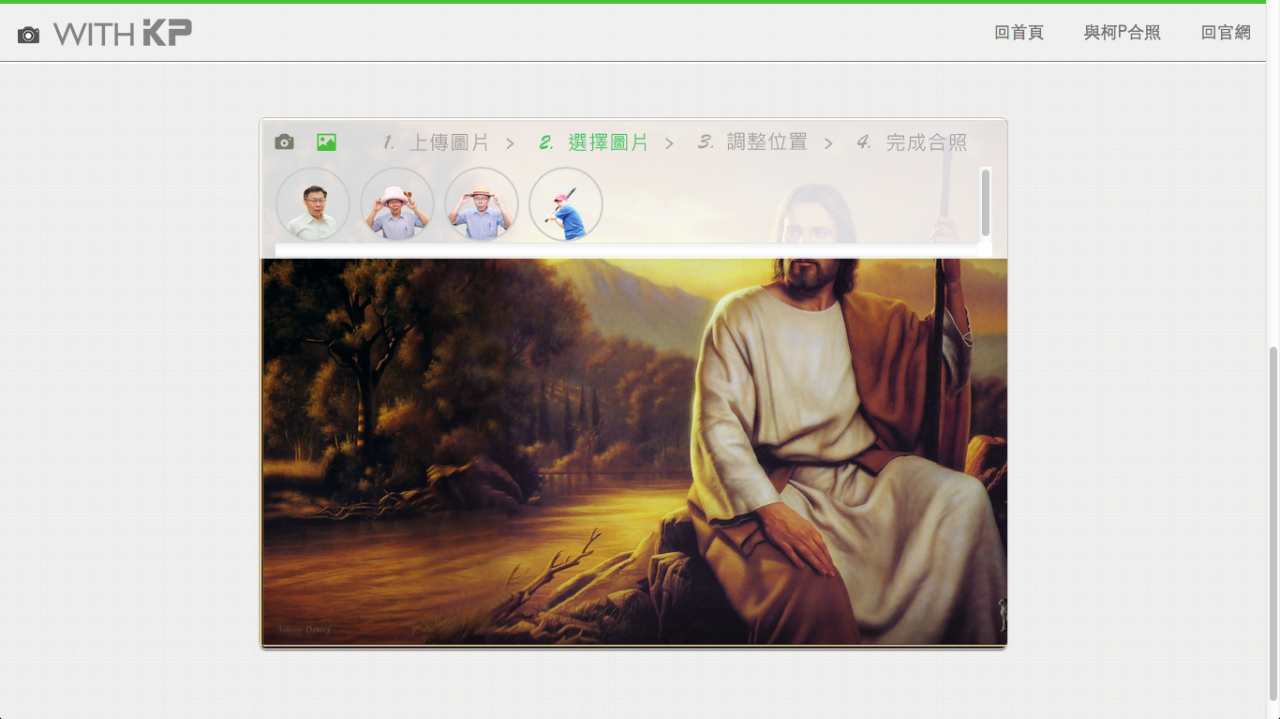 WITH KP
回首頁 與柯P合照 回官網
1. 上傳圖片 > 2. 選擇圖片 > 3. 調整位置 > 4. 完成合照
Simon Dewey